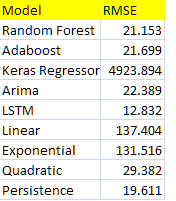 Model RMSE
Random Forest 21.153
Adaboost 21.699
Keras Regressor 4923.894
Arima 22.389
LSTM 12.832
Linear 137.404
Exponential 131.516
Quadratic 29.382
Persistence 19.611